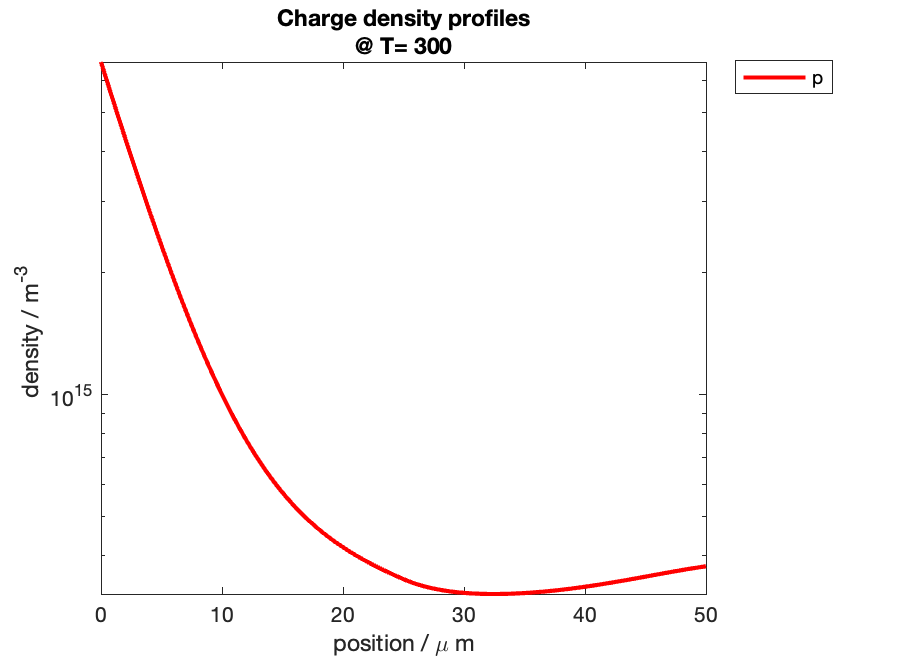 Charge density profiles
@ T= 300
p
density / m-3
10^15
0 10 20 30 40 50
position / μ m